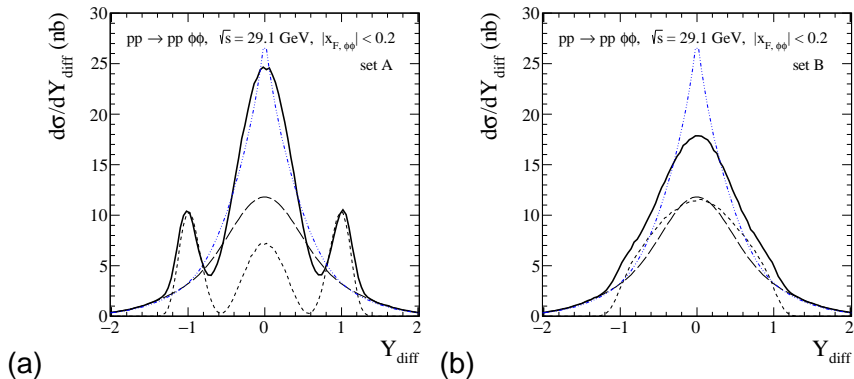 dσ/dY_diff (nb)
pp → pp ϕϕ, √s = 29.1 GeV, |x_F, ϕϕ| < 0.2
set A
30
25
20
15
10
5
0
−2 −1 0 1 2
Y_diff
(a)
dσ/dY_diff (nb)
pp → pp ϕϕ, √s = 29.1 GeV, |x_F, ϕϕ| < 0.2
set B
30
25
20
15
10
5
0
−2 −1 0 1 2
Y_diff
(b)